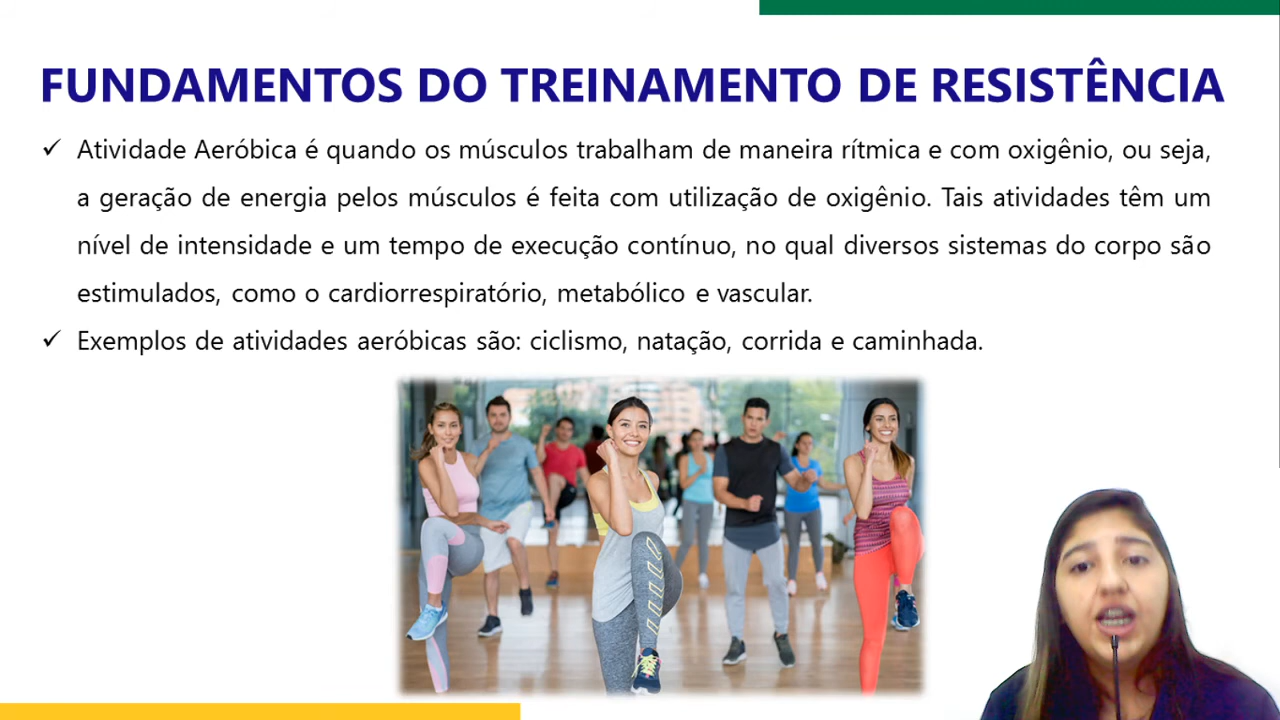 FUNDAMENTOS DO TREINAMENTO DE RESISTÊNCIA
✓ Atividade Aeróbica é quando os músculos trabalham de maneira rítmica e com oxigênio, ou seja,
a geração de energia pelos músculos é feita com utilização de oxigênio. Tais atividades têm um
nível de intensidade e um tempo de execução contínuo, no qual diversos sistemas do corpo são
estimulados, como o cardiorrespiratório, metabólico e vascular.
✓ Exemplos de atividades aeróbicas são: ciclismo, natação, corrida e caminhada.